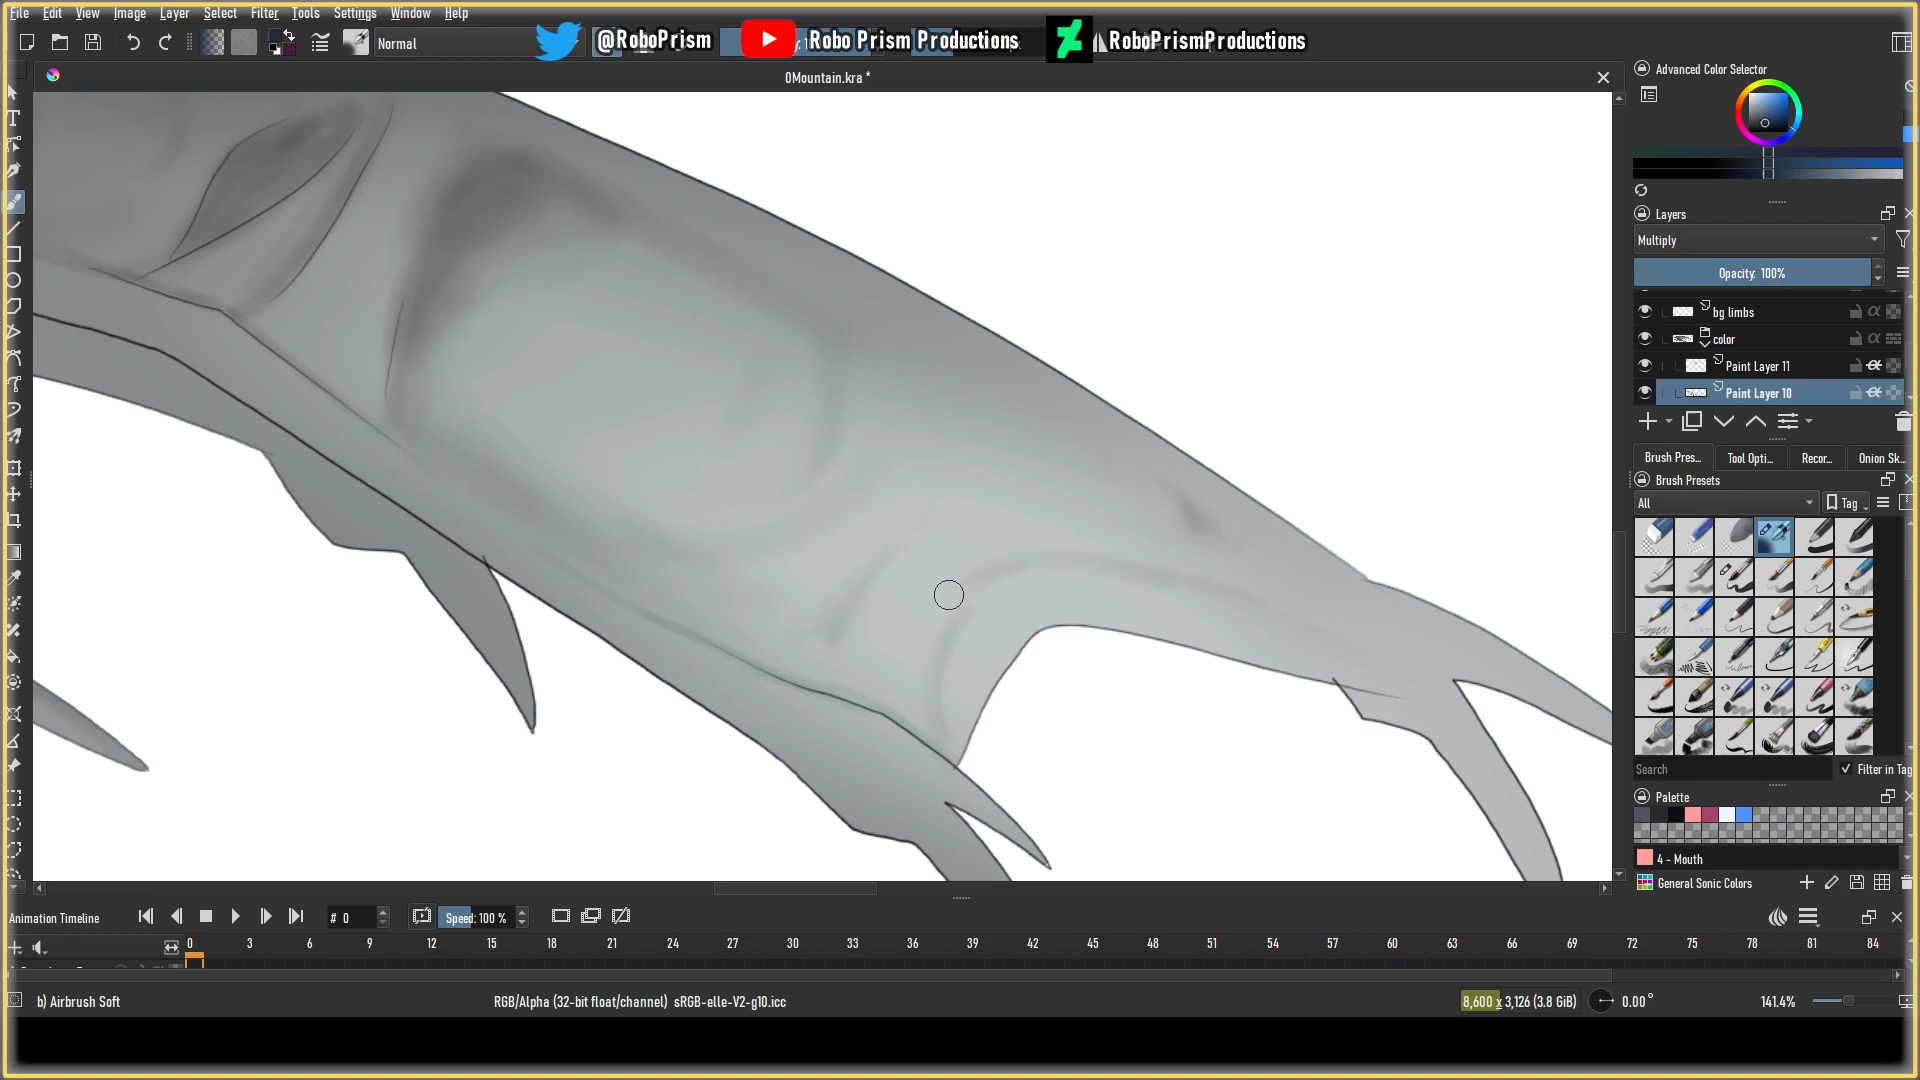 File Edit View Image Layer Select Filter Tools Settings Window Help
Normal
@RoboPrism
Robo Prism Productions
RoboPrismProductions
0Mountain.kra *
Advanced Color Selector
Layers
Multiply
Opacity: 100%
bg limbs
color
Paint Layer 11
Paint Layer 10
Brush Pres... Tool Opti... Recor... Onion Sk...
Brush Presets
All
Tag
Search
Filter in Tag
Palette
4 - Mouth
General Sonic Colors
Animation Timeline
# 0
Speed: 100 %
0 3 6 9 12 15 18 21 24 27 30 33 36 39 42 45 48 51 54 57 60 63 66 69 72 75 78 81 84
b) Airbrush Soft
RGB/Alpha (32-bit float/channel) sRGB-elle-V2-g10.icc
8,600 x 3,126 (3.8 GiB)
0.00°
141.4%